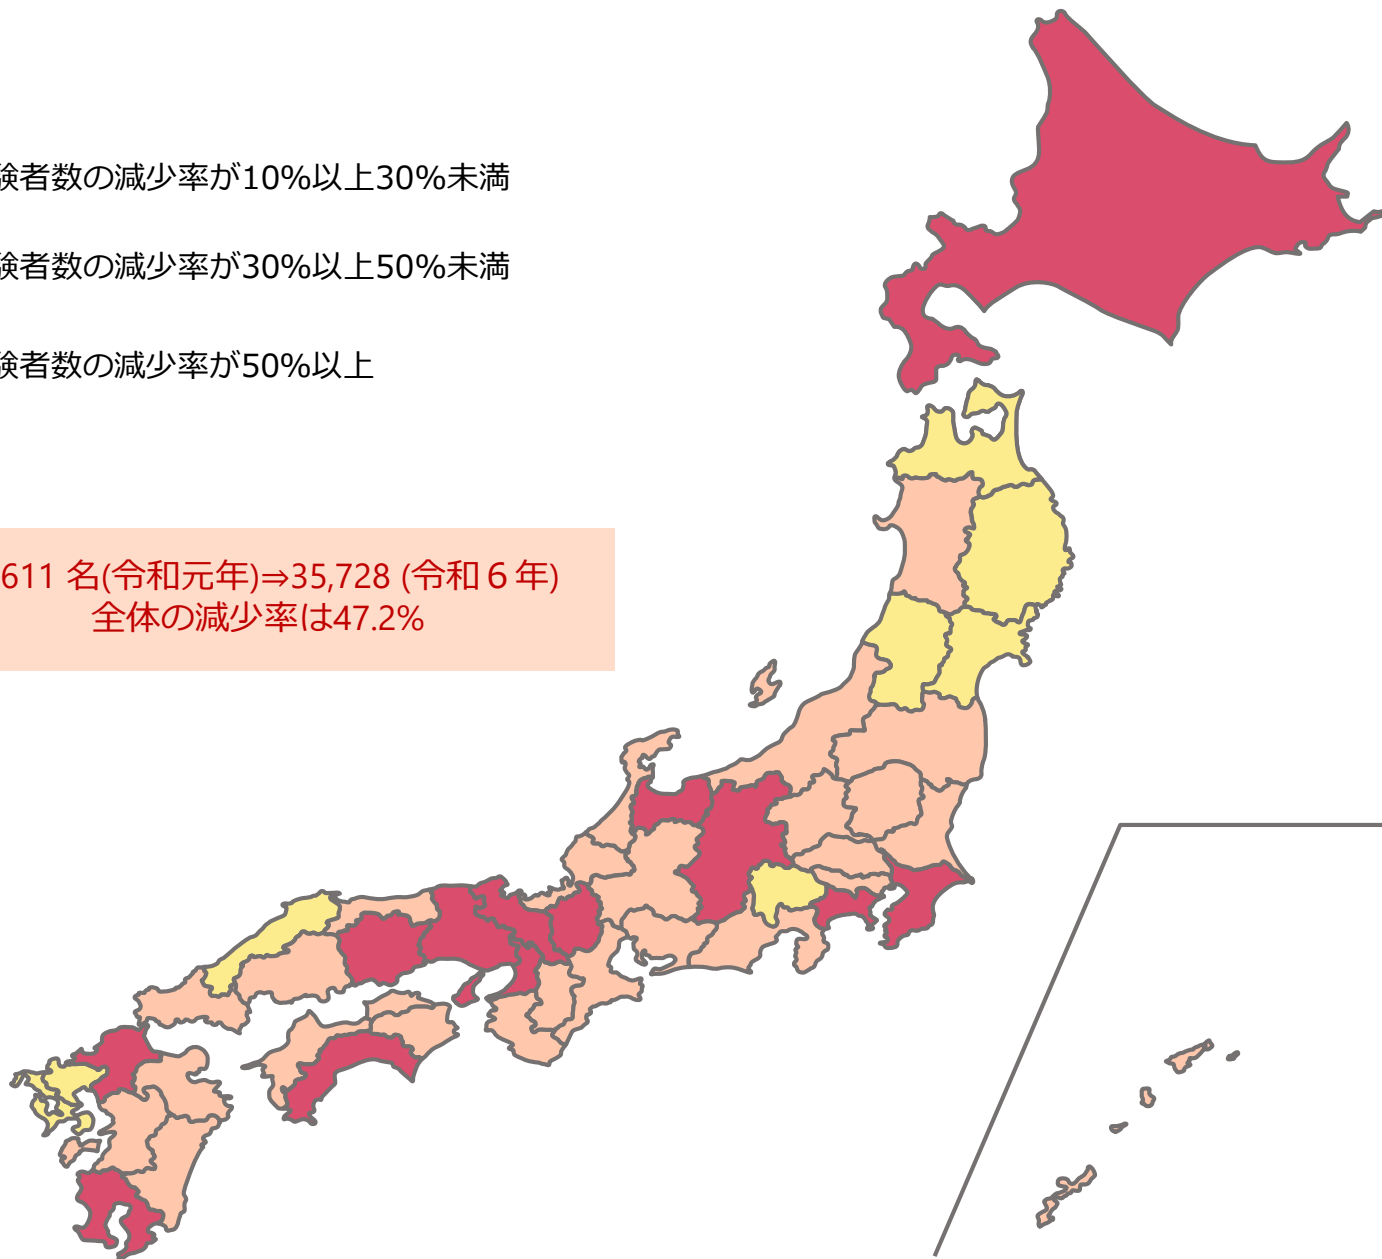 験者数の減少率が10%以上30%未満
験者数の減少率が30%以上50%未満
験者数の減少率が50%以上
611 名(令和元年)⇒35,728 (令和６年)
全体の減少率は47.2%